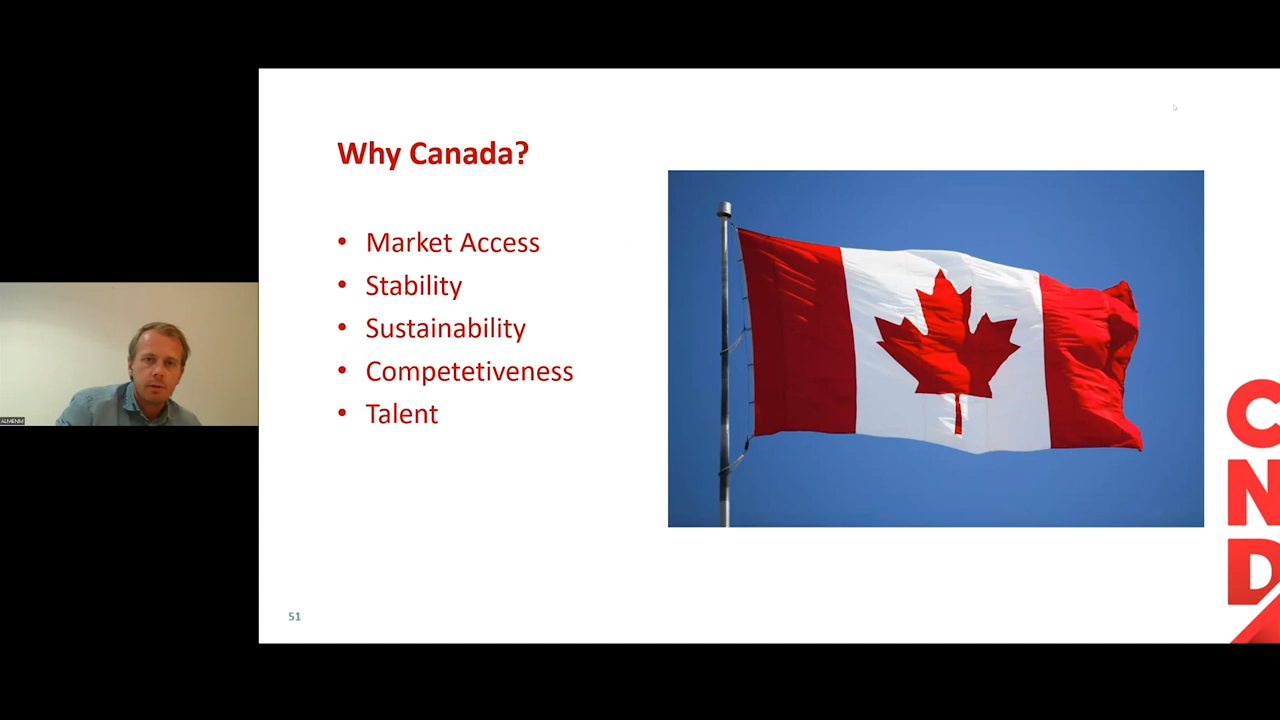 Why Canada?
• Market Access
• Stability
• Sustainability
• Competetiveness
• Talent
51
C
N
D